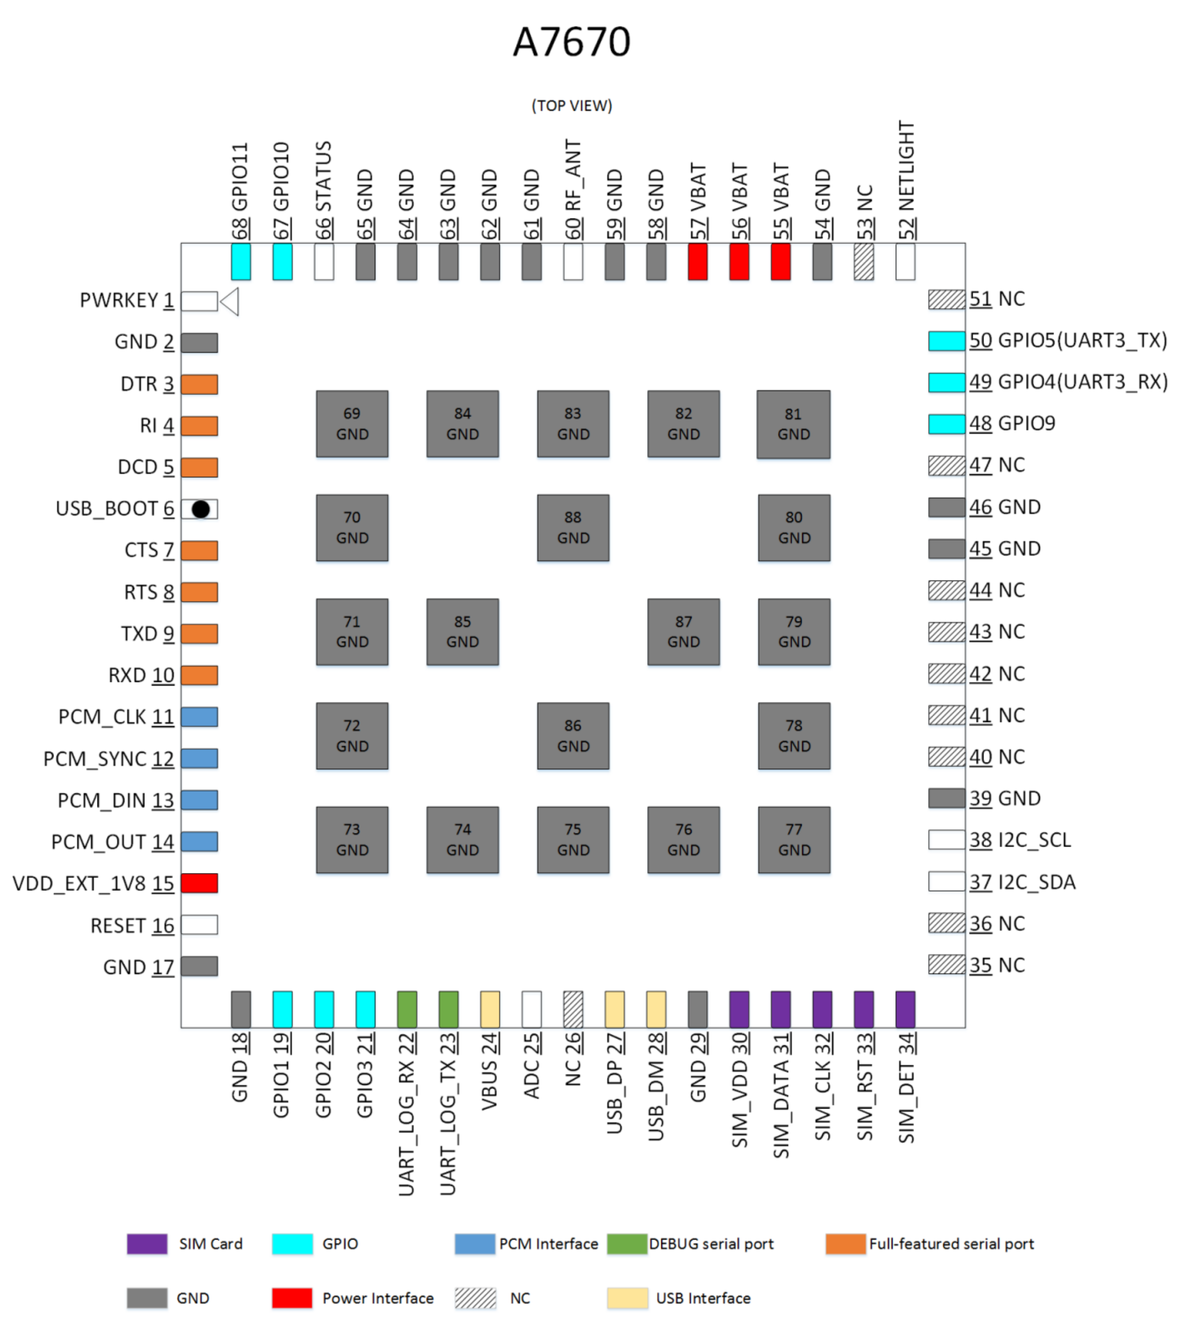 A7670
(TOP VIEW)
68 GPIO11
67 GPIO10
66 STATUS
65 GND
64 GND
63 GND
62 GND
61 GND
60 RF_ANT
59 GND
58 GND
57 VBAT
56 VBAT
55 VBAT
54 GND
53 NC
52 NETLIGHT
PWRKEY 1
GND 2
DTR 3
RI 4
DCD 5
USB_BOOT 6
CTS 7
RTS 8
TXD 9
RXD 10
PCM_CLK 11
PCM_SYNC 12
PCM_DIN 13
PCM_OUT 14
VDD_EXT_1V8 15
RESET 16
GND 17
69
GND
84
GND
83
GND
82
GND
81
GND
70
GND
88
GND
80
GND
71
GND
85
GND
87
GND
79
GND
72
GND
86
GND
78
GND
73
GND
74
GND
75
GND
76
GND
77
GND
51 NC
50 GPIO5(UART3_TX)
49 GPIO4(UART3_RX)
48 GPIO9
47 NC
46 GND
45 GND
44 NC
43 NC
42 NC
41 NC
40 NC
39 GND
38 I2C_SCL
37 I2C_SDA
36 NC
35 NC
GND 18
GPIO1 19
GPIO2 20
GPIO3 21
UART_LOG_RX 22
UART_LOG_TX 23
VBUS 24
ADC 25
NC 26
USB_DP 27
USB_DM 28
GND 29
SIM_VDD 30
SIM_DATA 31
SIM_CLK 32
SIM_RST 33
SIM_DET 34
SIM Card
GPIO
PCM Interface
DEBUG serial port
Full-featured serial port
GND
Power Interface
NC
USB Interface